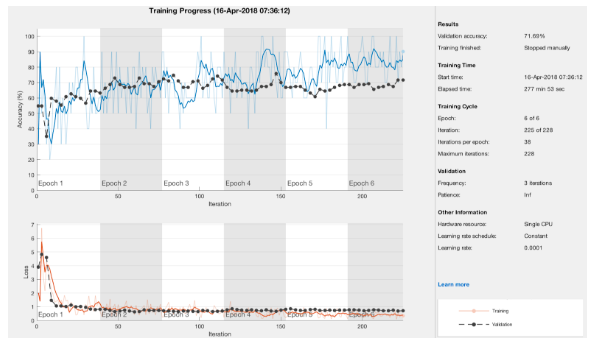 Training Progress (16-Apr-2018 07:36:12)
100
90
80
70
60
50
40
30
20
10
0
Accuracy (%)
Epoch 1
Epoch 2
Epoch 3
Epoch 4
Epoch 5
Epoch 6
0
50
100
150
200
Iteration
7
6
5
4
3
2
1
0
Loss
Epoch 1
Epoch 2
Epoch 3
Epoch 4
Epoch 5
Epoch 6
0
50
100
150
200
Iteration
Results
Validation accuracy: 71.69%
Training finished: Stopped manually
Training Time
Start time: 16-Apr-2018 07:26:12
Elapsed time: 277 min 53 sec
Training Cycle
Epoch: 6 of 6
Iteration: 225 of 228
Iterations per epoch: 38
Maximum iterations: 228
Validation
Frequency: 3 iterations
Patience: Inf
Other Information
Hardware resource: Single CPU
Learning rate schedule: Constant
Learning rate: 0.0001
Learn more
Training
Validation